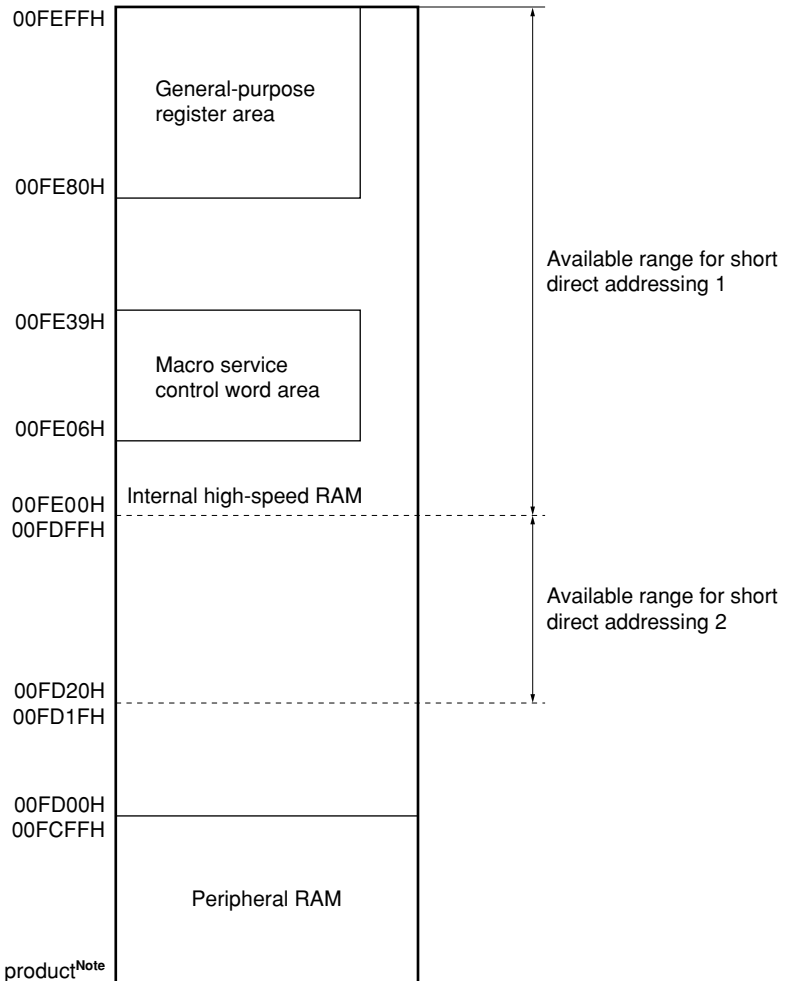 00FEFFH
General-purpose
register area
00FE80H
Available range for short
direct addressing 1
00FE39H
Macro service
control word area
00FE06H
Internal high-speed RAM
00FE00H
00FDFFH
Available range for short
direct addressing 2
00FD20H
00FD1FH
00FD00H
00FCFFH
Peripheral RAM
productNote